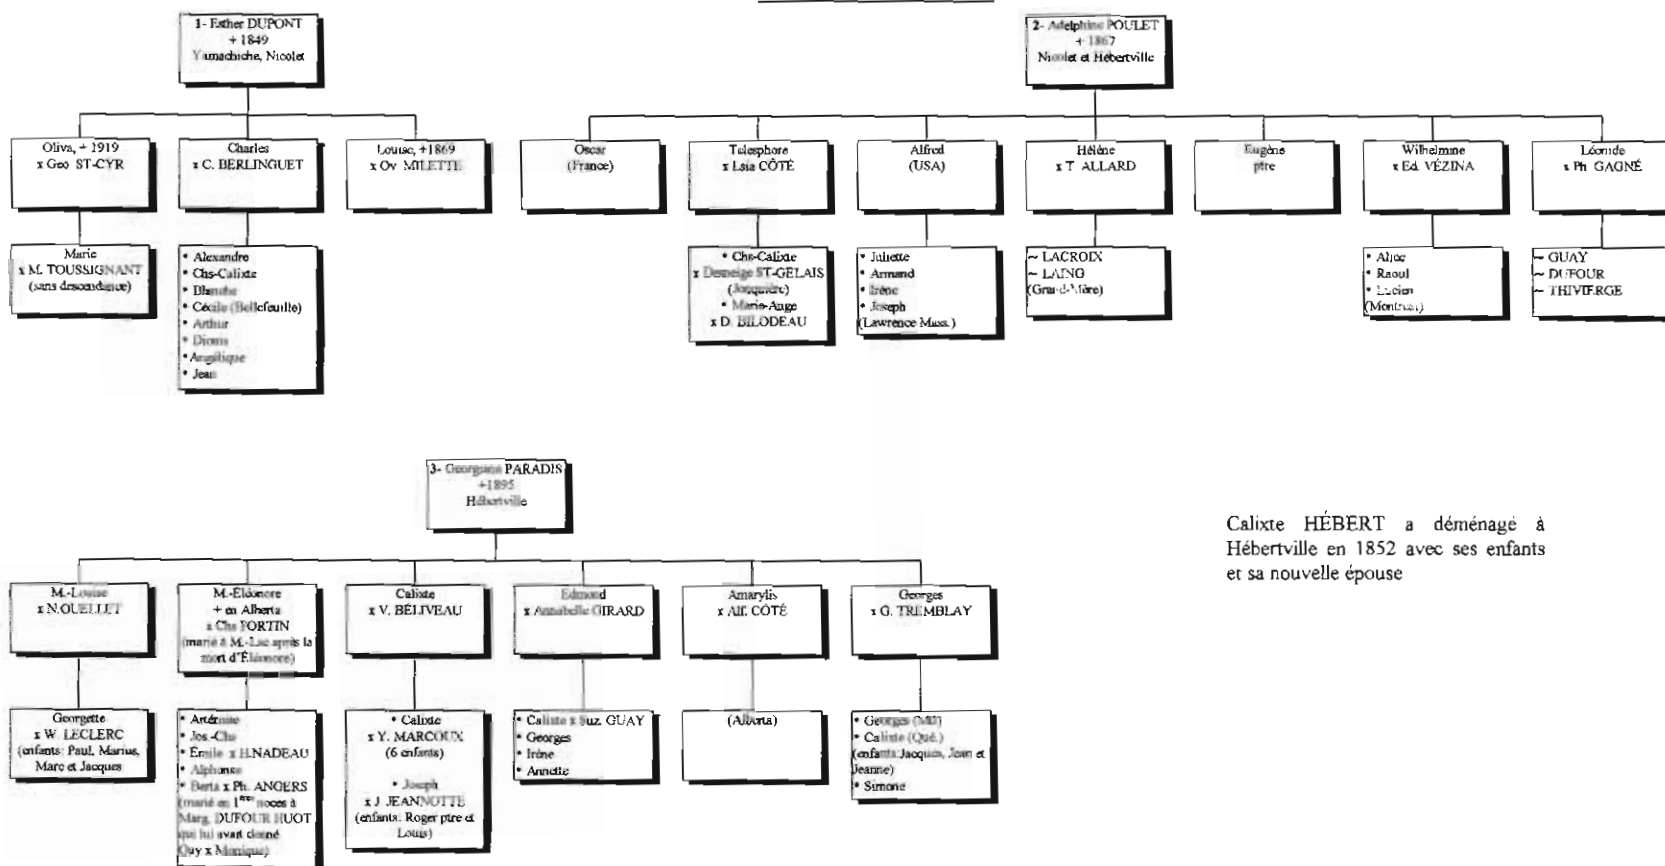 1- Esther DUPONT
+ 1849
Yamachiche, Nicolet
2- Adelphine POULET
+ 1867
Nicolet et Hébertville
Oliva, + 1919
x Geo ST-CYR
Charles
x C. BERLINGUET
Louise, +1869
x Ov MILETTE
Oscar
(France)
Telesphore
x Lsia CÔTÉ
Alfred
(USA)
Hélène
x T. ALLARD
Eugène
ptre
Wilhelmine
x Ed. VÉZINA
Léonide
x Ph GAGNÉ
Marie
x M. TOUSSIGNANT
(sans descendance)
• Alexandre
• Chs-Calixte
• Blanche
• Cécile (Bellefeuille)
• Arthur
• Dionis
• Angélique
• Jean
• Chs-Calixte
x Desneige ST-GELAIS
(Jonquière)
• Marie-Ange
x D. BILODEAU
• Juliette
• Armand
• Irène
• Joseph
(Lawrence Mass.)
~ LACROIX
~ LAING
(Grand-Mère)
• Alice
• Raoul
• Lucien
(Montréal)
~ GUAY
~ DUFOUR
~ THIVIERGE
3- Georgiana PARADIS
+1895
Hébertville
Calixte HÉBERT a déménagé à
Hébertville en 1852 avec ses enfants
et sa nouvelle épouse
M.-Louise
x N.OUELLET
M.-Éléonore
+ en Alberta
x Chs FORTIN
(marié à M.-Lse après la
mort d'Éléonore)
Calixte
x V. BÉLIVEAU
Edmond
x Annabelle GIRARD
Amarylis
x Alf. CÔTÉ
Georges
x G. TREMBLAY
Georgette
x W. LECLERC
(enfants: Paul, Marius,
Marc et Jacques
• Artémise
• Jos.-Chs
• Émile x H.NADEAU
• Alphonse
• Berta x Ph. ANGERS
(marié en 1ères noces à
Marg. DUFOUR HUOT
qui lui avait donné
Guy x Monique)
• Calixte
x Y. MARCOUX
(6 enfants)
• Joseph
x J JEANNOTTE
(enfants: Roger ptre et
Louis)
• Calixte x Suz. GUAY
• Georges
• Irène
• Annette
(Alberta)
• Georges (MD)
• Calixte (Qué.)
(enfants:Jacques, Jean et
Jeanne)
• Simone